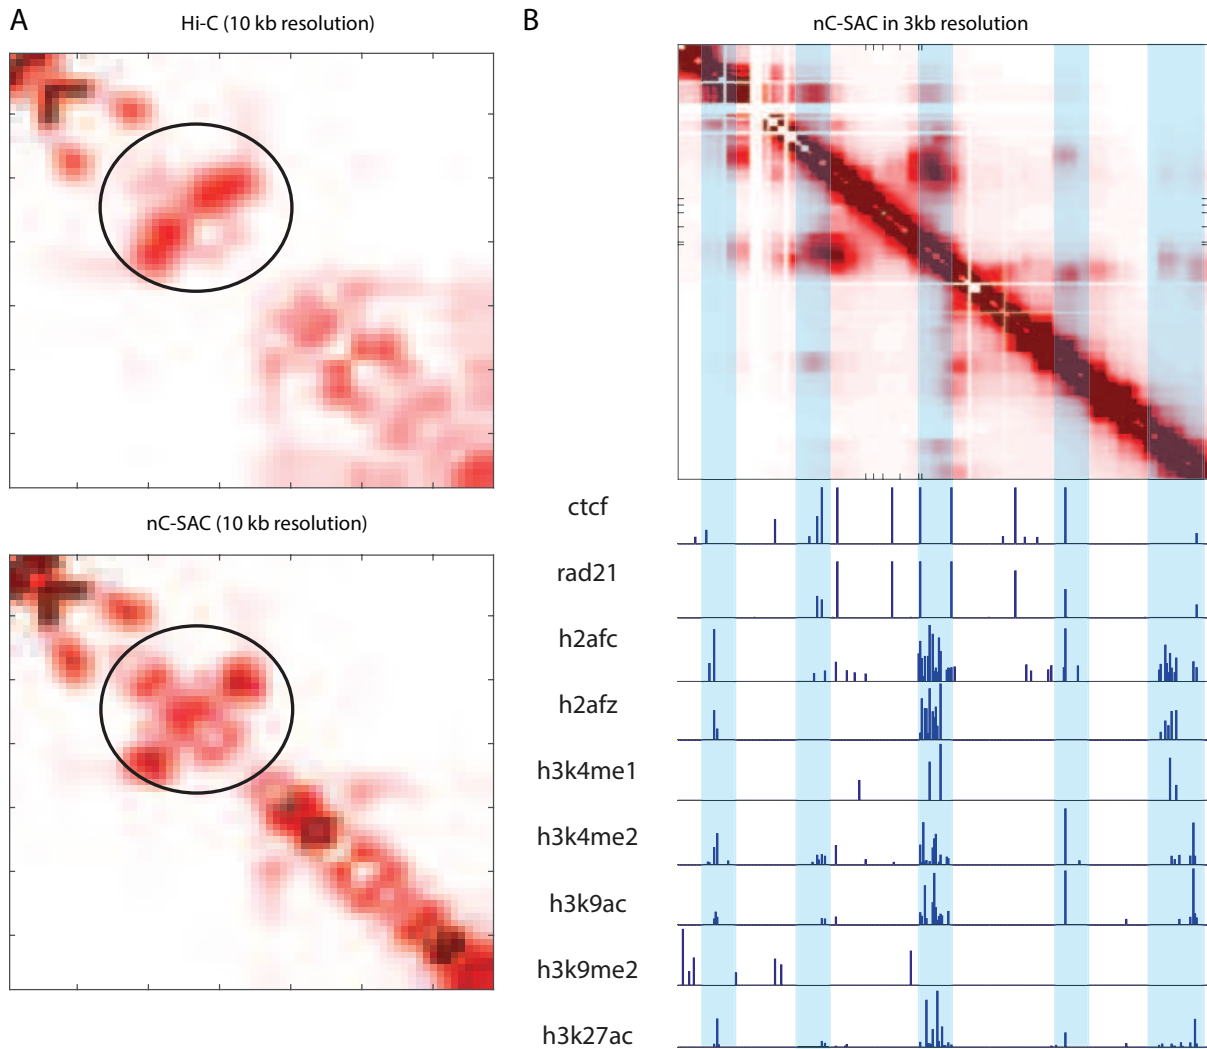 A
Hi-C (10 kb resolution)
nC-SAC (10 kb resolution)
B
nC-SAC in 3kb resolution
ctcf
rad21
h2afc
h2afz
h3k4me1
h3k4me2
h3k9ac
h3k9me2
h3k27ac